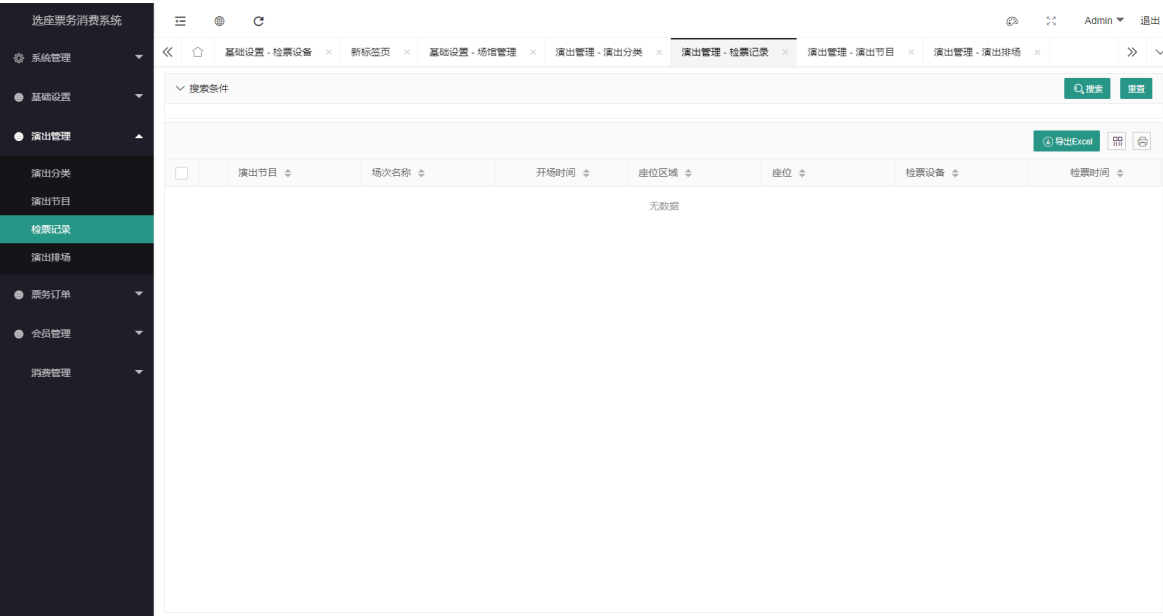 选座票务消费系统
Admin
退出
系统管理
基础设置
演出管理
演出分类
演出节目
检票记录
演出排场
票务订单
会员管理
消费管理
基础设置 - 检票设备
新标签页
基础设置 - 场馆管理
演出管理 - 演出分类
演出管理 - 检票记录
演出管理 - 演出节目
演出管理 - 演出排场
搜索条件
搜索
重置
导出Excel
演出节目
场次名称
开场时间
座位区域
座位
检票设备
检票时间
无数据